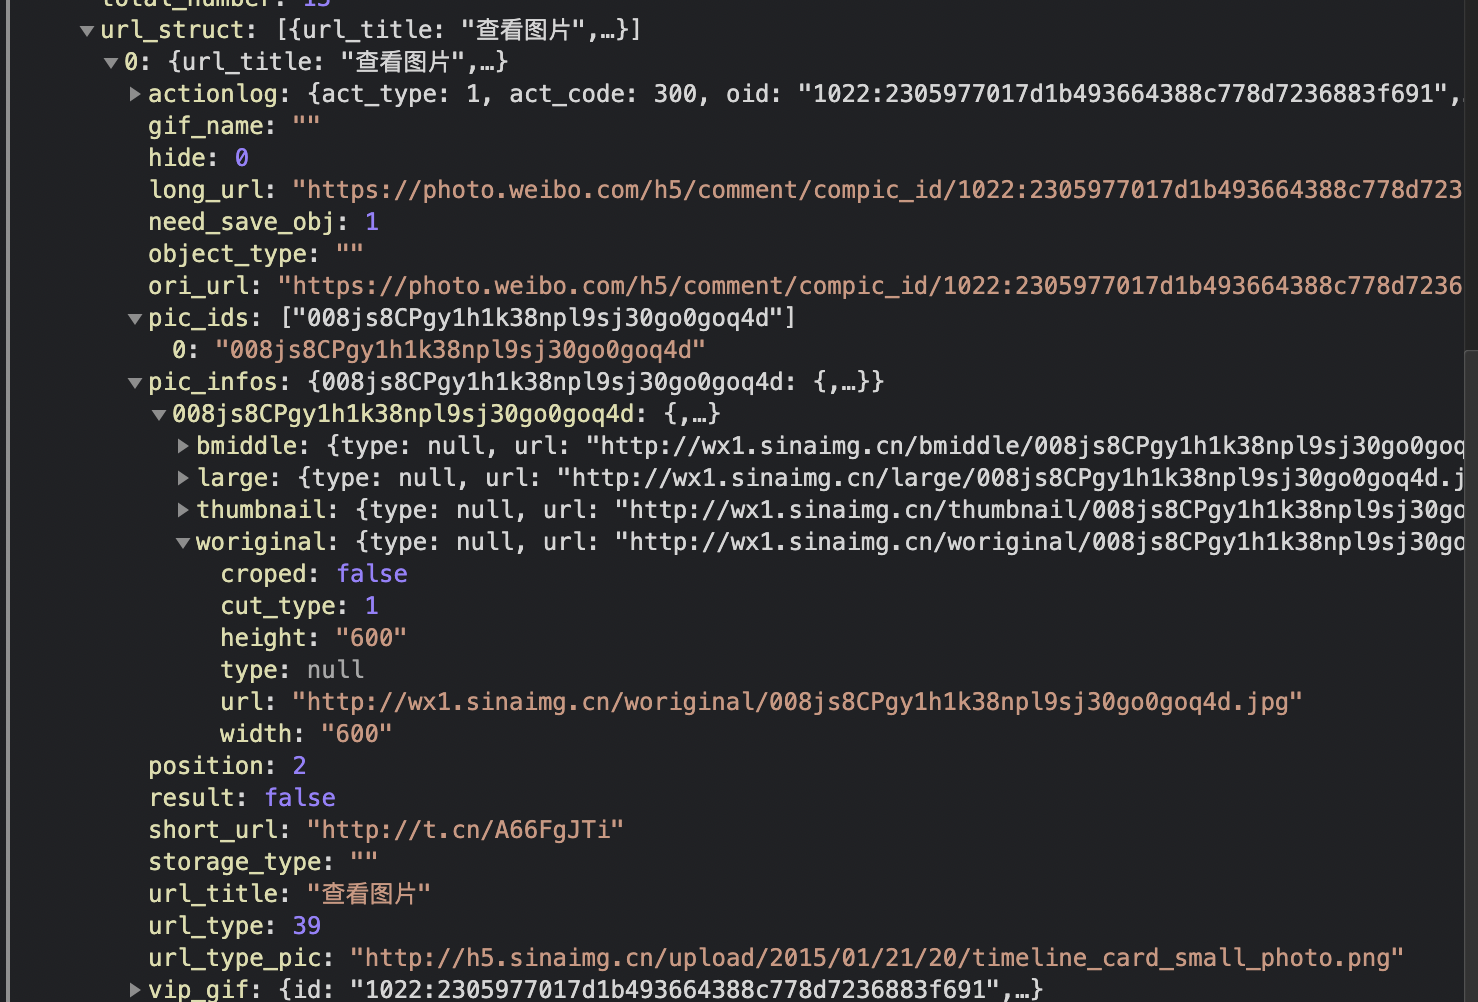 total_number: 15
url_struct: [{url_title: "查看图片",…}]
0: {url_title: "查看图片",…}
actionlog: {act_type: 1, act_code: 300, oid: "1022:2305977017d1b493664388c778d7236883f691",
gif_name: ""
hide: 0
long_url: "https://photo.weibo.com/h5/comment/compic_id/1022:2305977017d1b493664388c778d723
need_save_obj: 1
object_type: ""
ori_url: "https://photo.weibo.com/h5/comment/compic_id/1022:2305977017d1b493664388c778d7236
pic_ids: ["008js8CPgy1h1k38npl9sj30go0goq4d"]
0: "008js8CPgy1h1k38npl9sj30go0goq4d"
pic_infos: {008js8CPgy1h1k38npl9sj30go0goq4d: {,…}}
008js8CPgy1h1k38npl9sj30go0goq4d: {,…}
bmiddle: {type: null, url: "http://wx1.sinaimg.cn/bmiddle/008js8CPgy1h1k38npl9sj30go0goq
large: {type: null, url: "http://wx1.sinaimg.cn/large/008js8CPgy1h1k38npl9sj30go0goq4d.j
thumbnail: {type: null, url: "http://wx1.sinaimg.cn/thumbnail/008js8CPgy1h1k38npl9sj30go
woriginal: {type: null, url: "http://wx1.sinaimg.cn/woriginal/008js8CPgy1h1k38npl9sj30go
croped: false
cut_type: 1
height: "600"
type: null
url: "http://wx1.sinaimg.cn/woriginal/008js8CPgy1h1k38npl9sj30go0goq4d.jpg"
width: "600"
position: 2
result: false
short_url: "http://t.cn/A66FgJTi"
storage_type: ""
url_title: "查看图片"
url_type: 39
url_type_pic: "http://h5.sinaimg.cn/upload/2015/01/21/20/timeline_card_small_photo.png"
vip_gif: {id: "1022:2305977017d1b493664388c778d7236883f691",…}